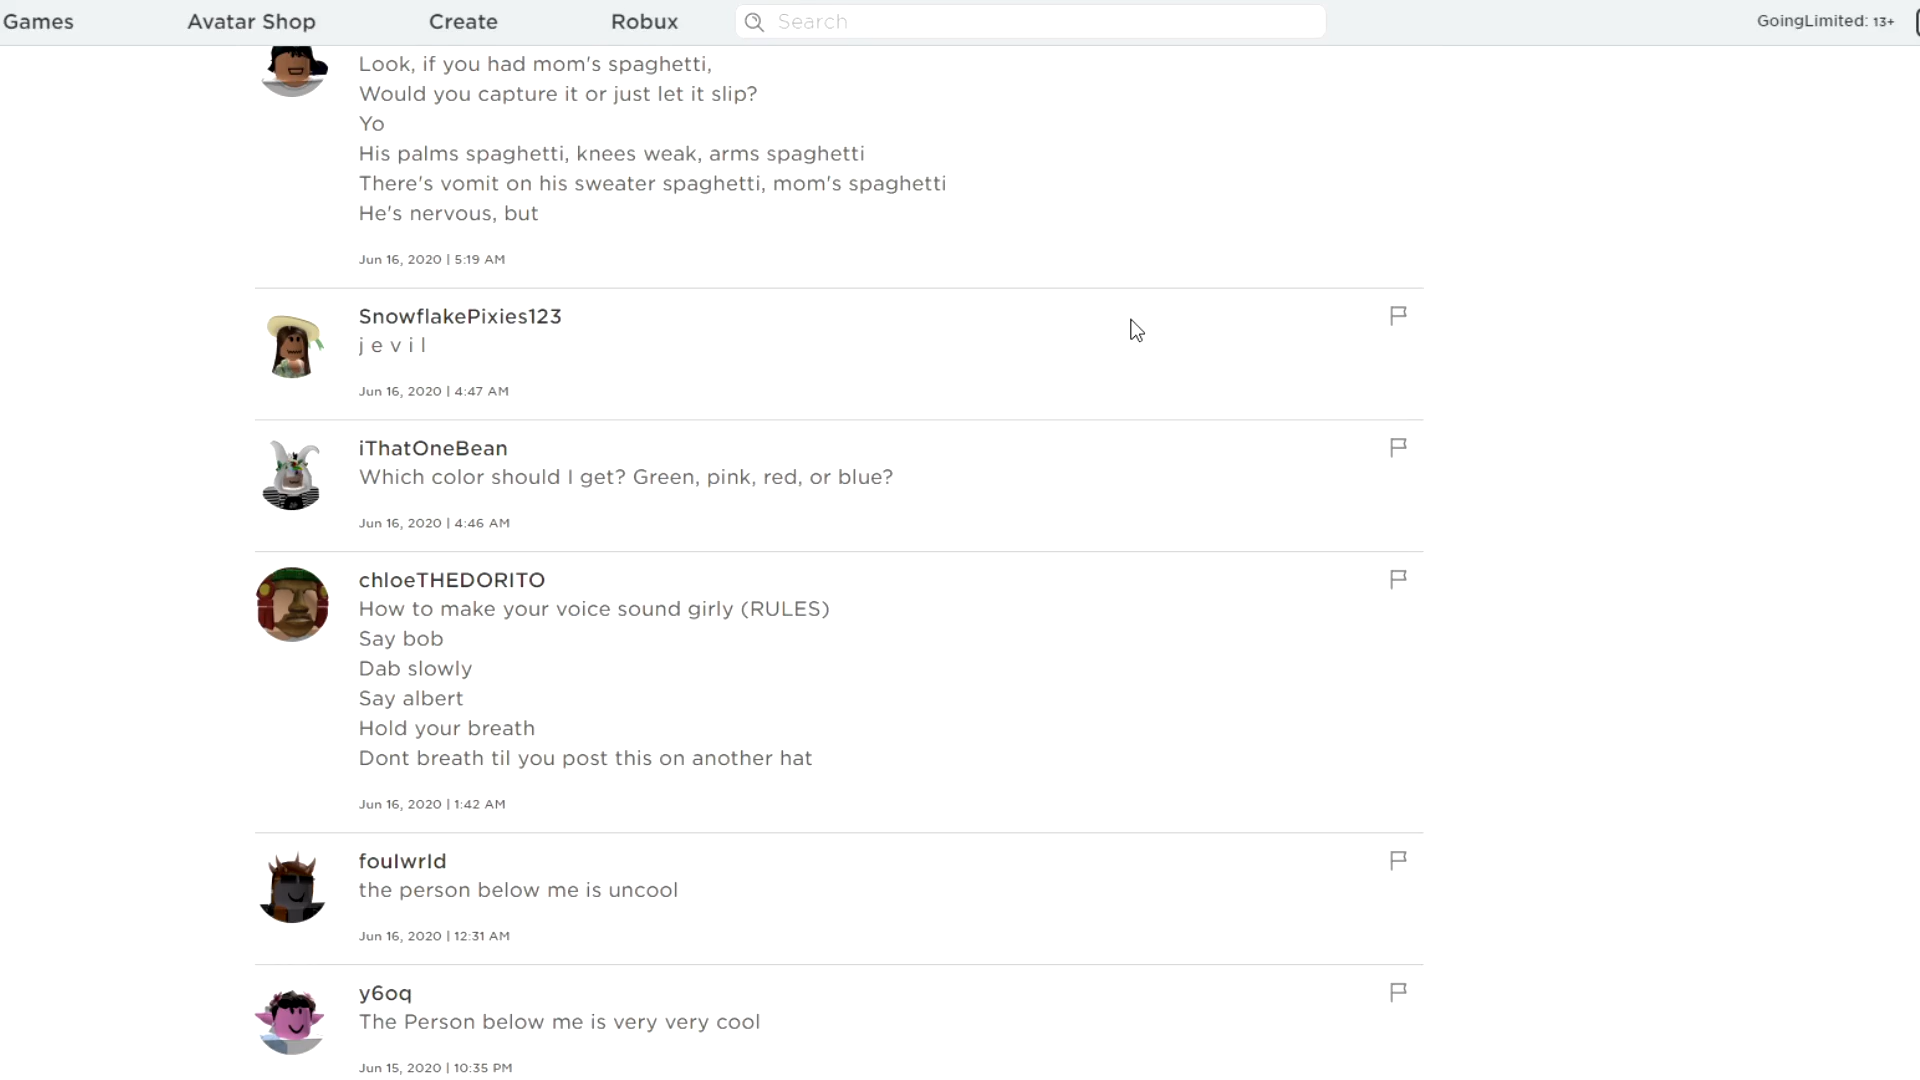 Games Avatar Shop Create Robux Search GoingLimited: 13+
Look, if you had mom's spaghetti,
Would you capture it or just let it slip?
Yo
His palms spaghetti, knees weak, arms spaghetti
There's vomit on his sweater spaghetti, mom's spaghetti
He's nervous, but
Jun 16, 2020 | 5:19 AM
SnowflakePixies123
j e v i l
Jun 16, 2020 | 4:47 AM
iThatOneBean
Which color should I get? Green, pink, red, or blue?
Jun 16, 2020 | 4:46 AM
chloeTHEDORITO
How to make your voice sound girly (RULES)
Say bob
Dab slowly
Say albert
Hold your breath
Dont breath til you post this on another hat
Jun 16, 2020 | 1:42 AM
foulwrld
the person below me is uncool
Jun 16, 2020 | 12:31 AM
y6oq
The Person below me is very very cool
Jun 15, 2020 | 10:35 PM